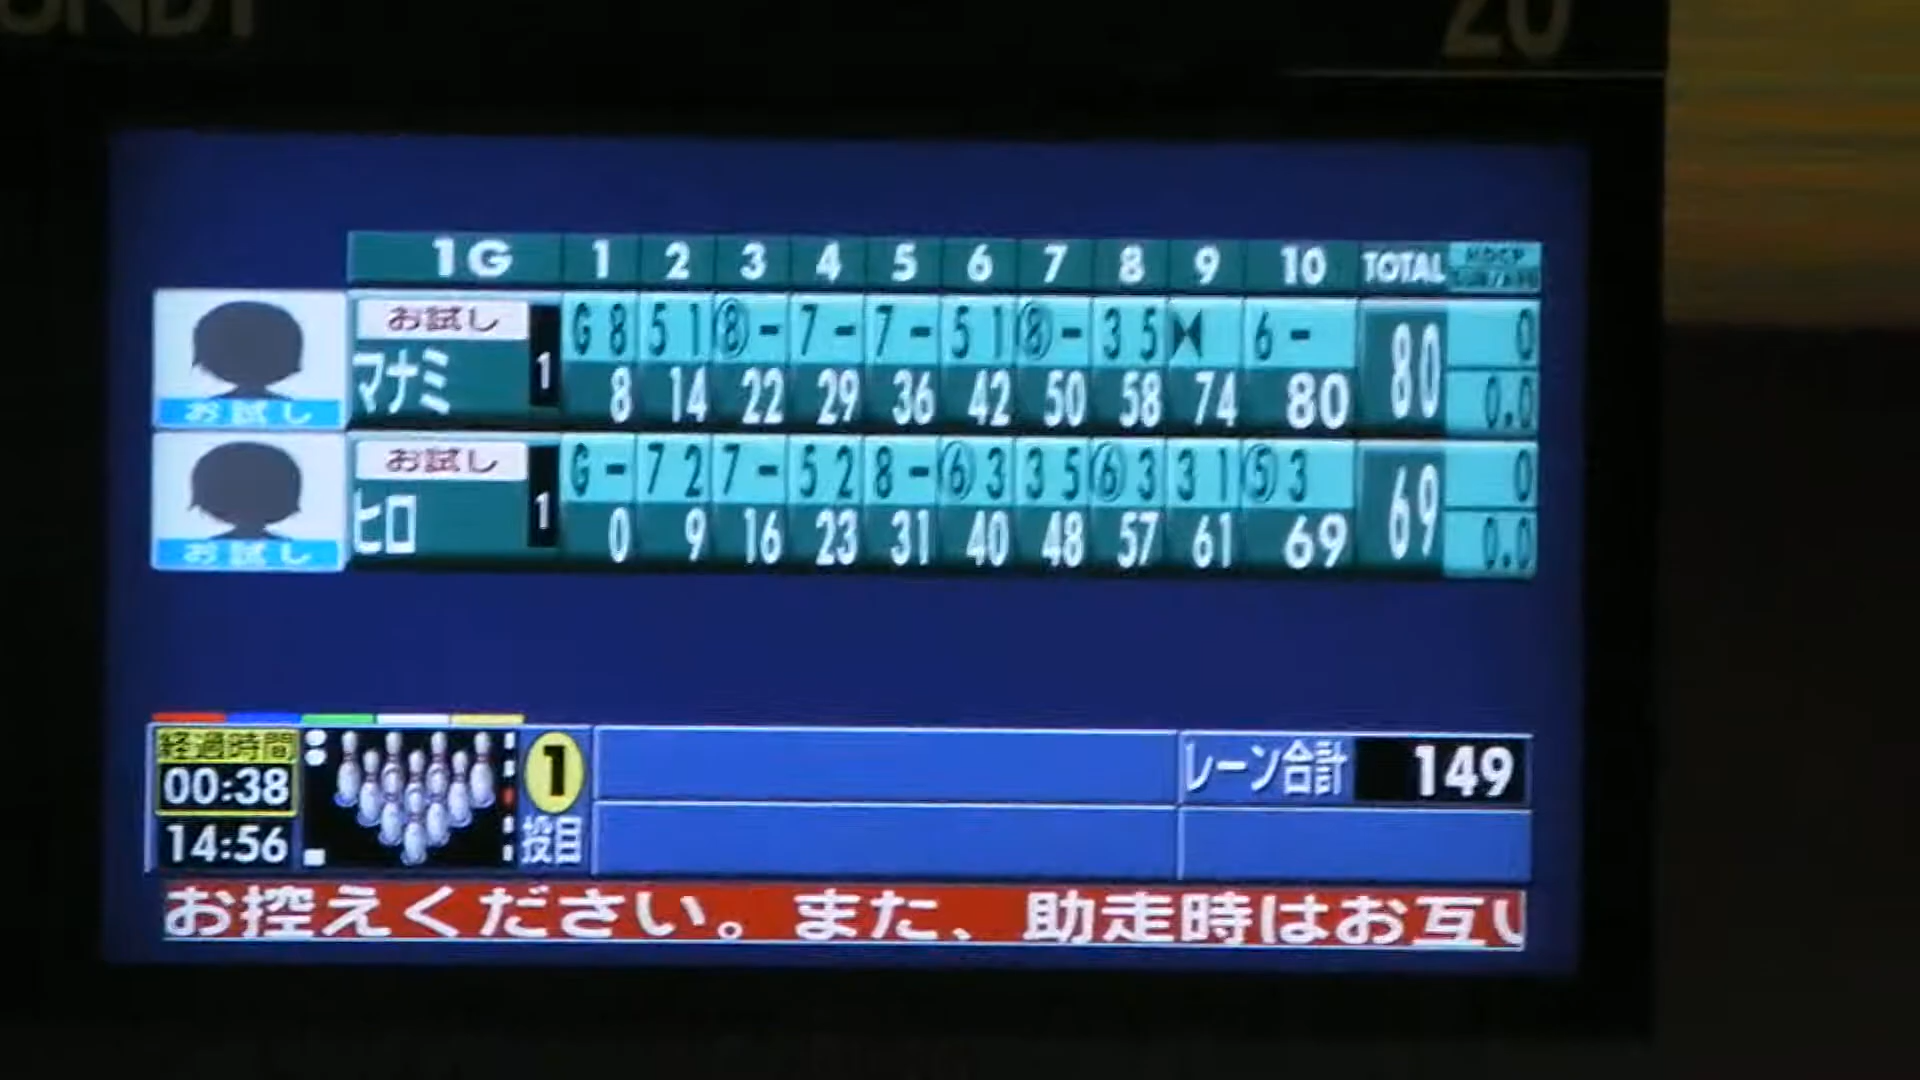 20
1G 1 2 3 4 5 6 7 8 9 10 TOTAL
お試し G 8 5 1 ⑧ - 7 - 7 - 5 1 ⑧ - 3 5 6 - 0
マナミ 1 8 14 22 29 36 42 50 58 74 80 80 0.0
お試し
お試し G - 7 2 7 - 5 2 8 - ⑥ 3 3 5 ⑥ 3 3 1 ⑤ 3 0
ヒロ 1 0 9 16 23 31 40 48 57 61 69 69 0.0
お試し
経過時間
00:38
14:56
1
投目
レーン合計 149
お控えください。また、助走時はお互い